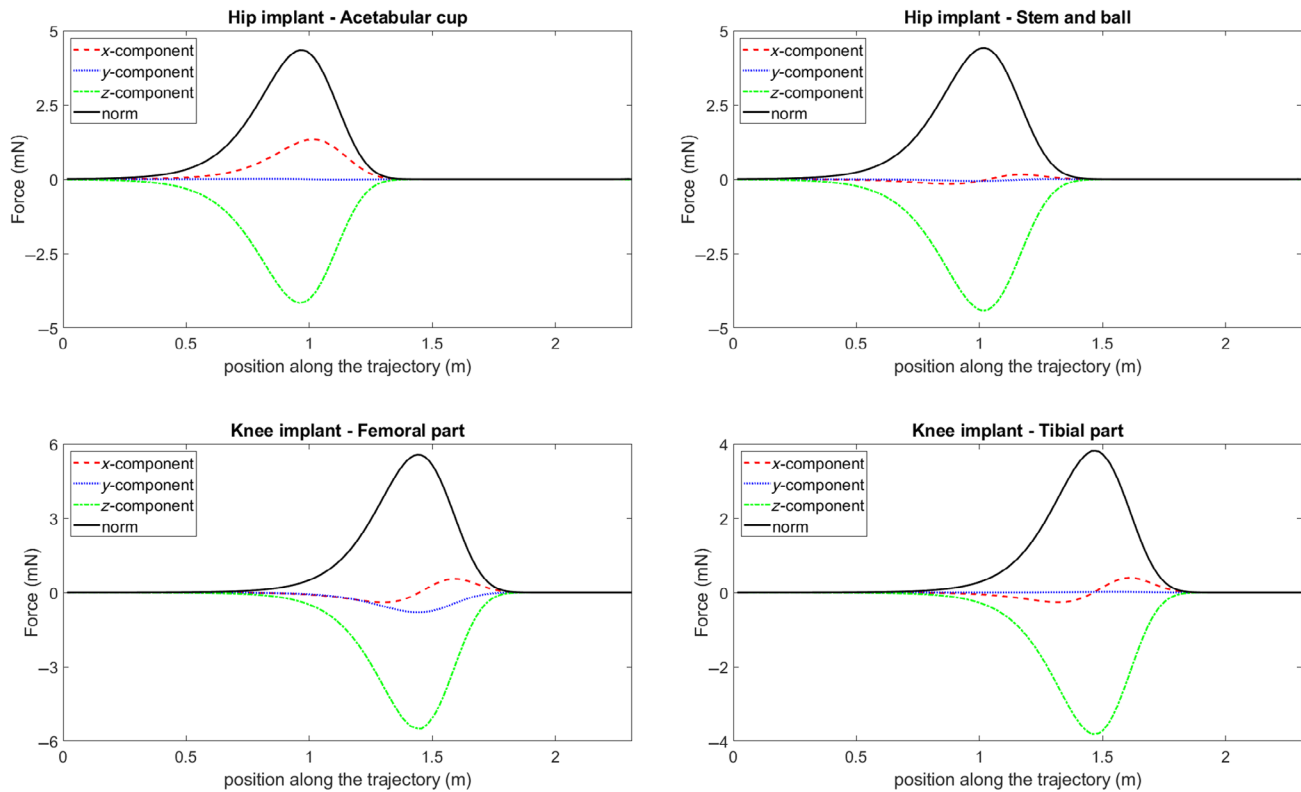 Hip implant - Acetabular cup
5
2.5
0
−2.5
−5
Force (mN)
x-component
y-component
z-component
norm
0
0.5
1
1.5
2
position along the trajectory (m)
Hip implant - Stem and ball
5
2.5
0
−2.5
−5
Force (mN)
x-component
y-component
z-component
norm
0
0.5
1
1.5
2
position along the trajectory (m)
Knee implant - Femoral part
6
3
0
−3
−6
Force (mN)
x-component
y-component
z-component
norm
0
0.5
1
1.5
2
position along the trajectory (m)
Knee implant - Tibial part
4
2
0
−2
−4
Force (mN)
x-component
y-component
z-component
norm
0
0.5
1
1.5
2
position along the trajectory (m)